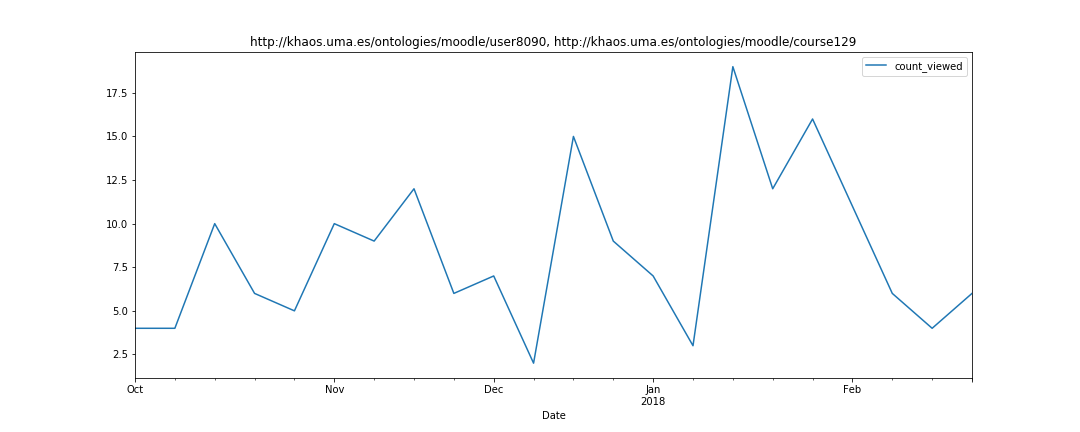 http://khaos.uma.es/ontologies/moodle/user8090, http://khaos.uma.es/ontologies/moodle/course129
count_viewed
17.5
15.0
12.5
10.0
7.5
5.0
2.5
Oct Nov Dec Jan Feb
2018
Date